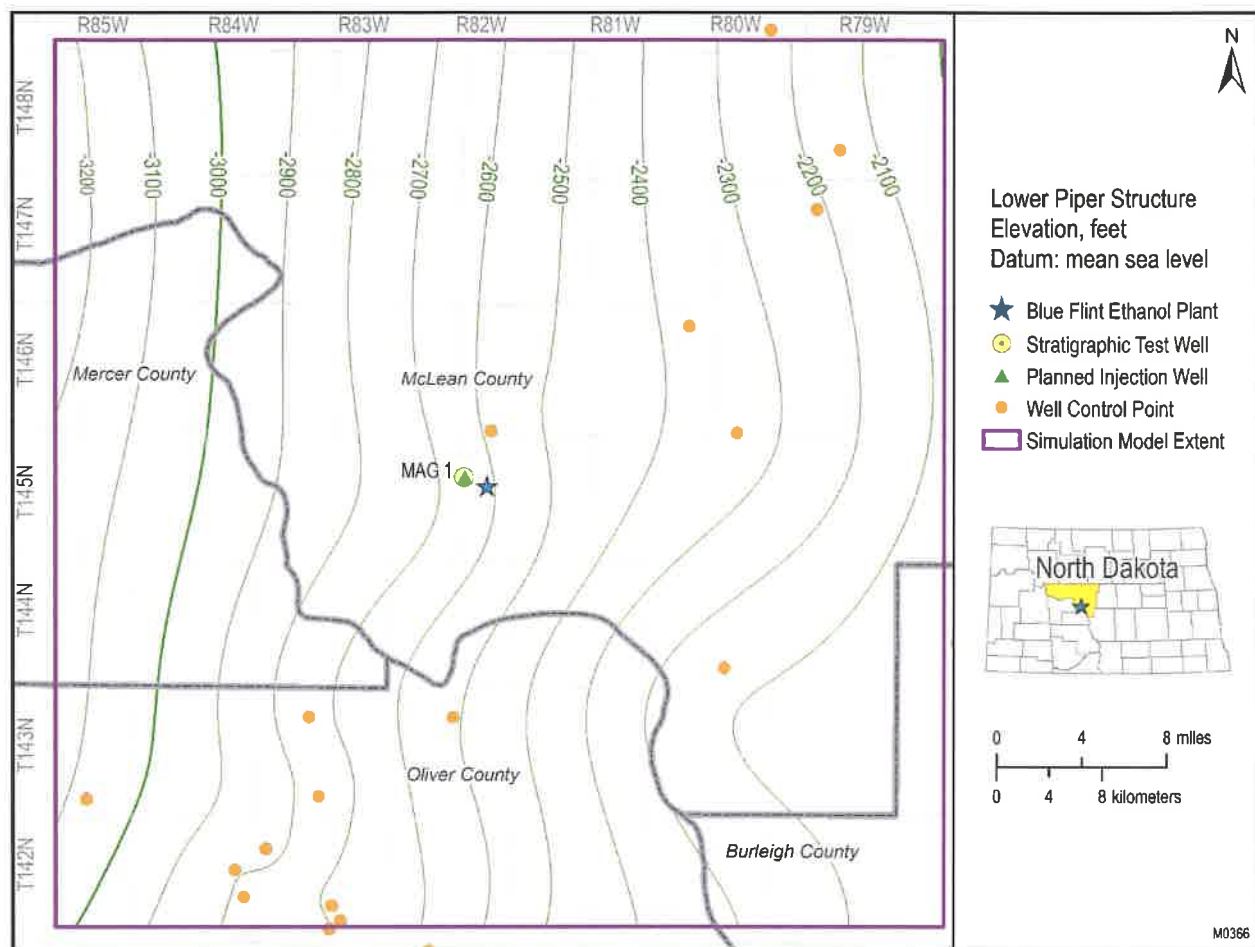 R85W R84W R83W R82W R81W R80W R79W
T148N
T147N
T146N
T145N
T144N
T143N
T142N
-3200
-3100
-3000
-2900
-2800
-2700
-2600
-2500
-2400
-2300
-2200
-2100
Mercer County
McLean County
MAG 1
Oliver County
Burleigh County
N
Lower Piper Structure
Elevation, feet
Datum: mean sea level
Blue Flint Ethanol Plant
Stratigraphic Test Well
Planned Injection Well
Well Control Point
Simulation Model Extent
North Dakota
0 4 8 miles
0 4 8 kilometers
M0366